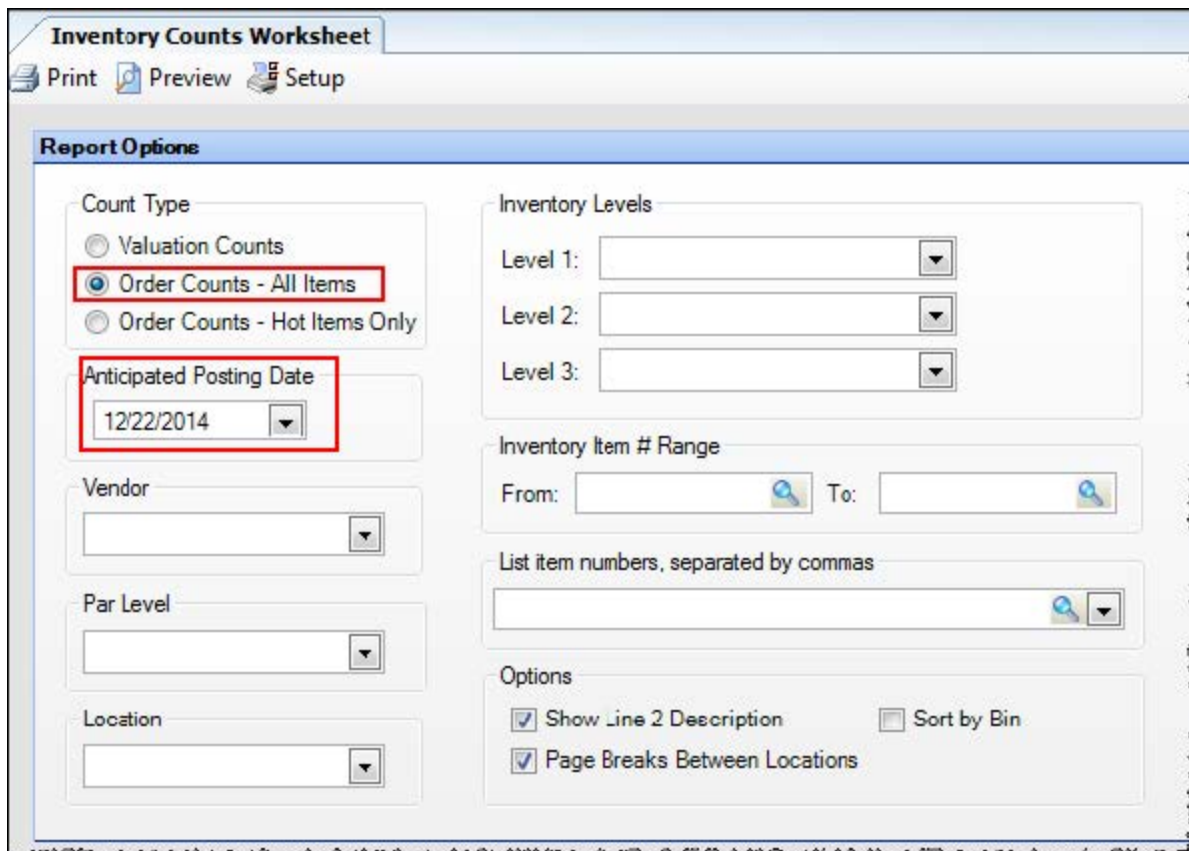 Inventory Counts Worksheet
Print Preview Setup
Report Options
Count Type
Valuation Counts
Order Counts - All Items
Order Counts - Hot Items Only
Anticipated Posting Date
12/22/2014
Vendor
Par Level
Location
Inventory Levels
Level 1:
Level 2:
Level 3:
Inventory Item # Range
From: To:
List item numbers, separated by commas
Options
Show Line 2 Description Sort by Bin
Page Breaks Between Locations